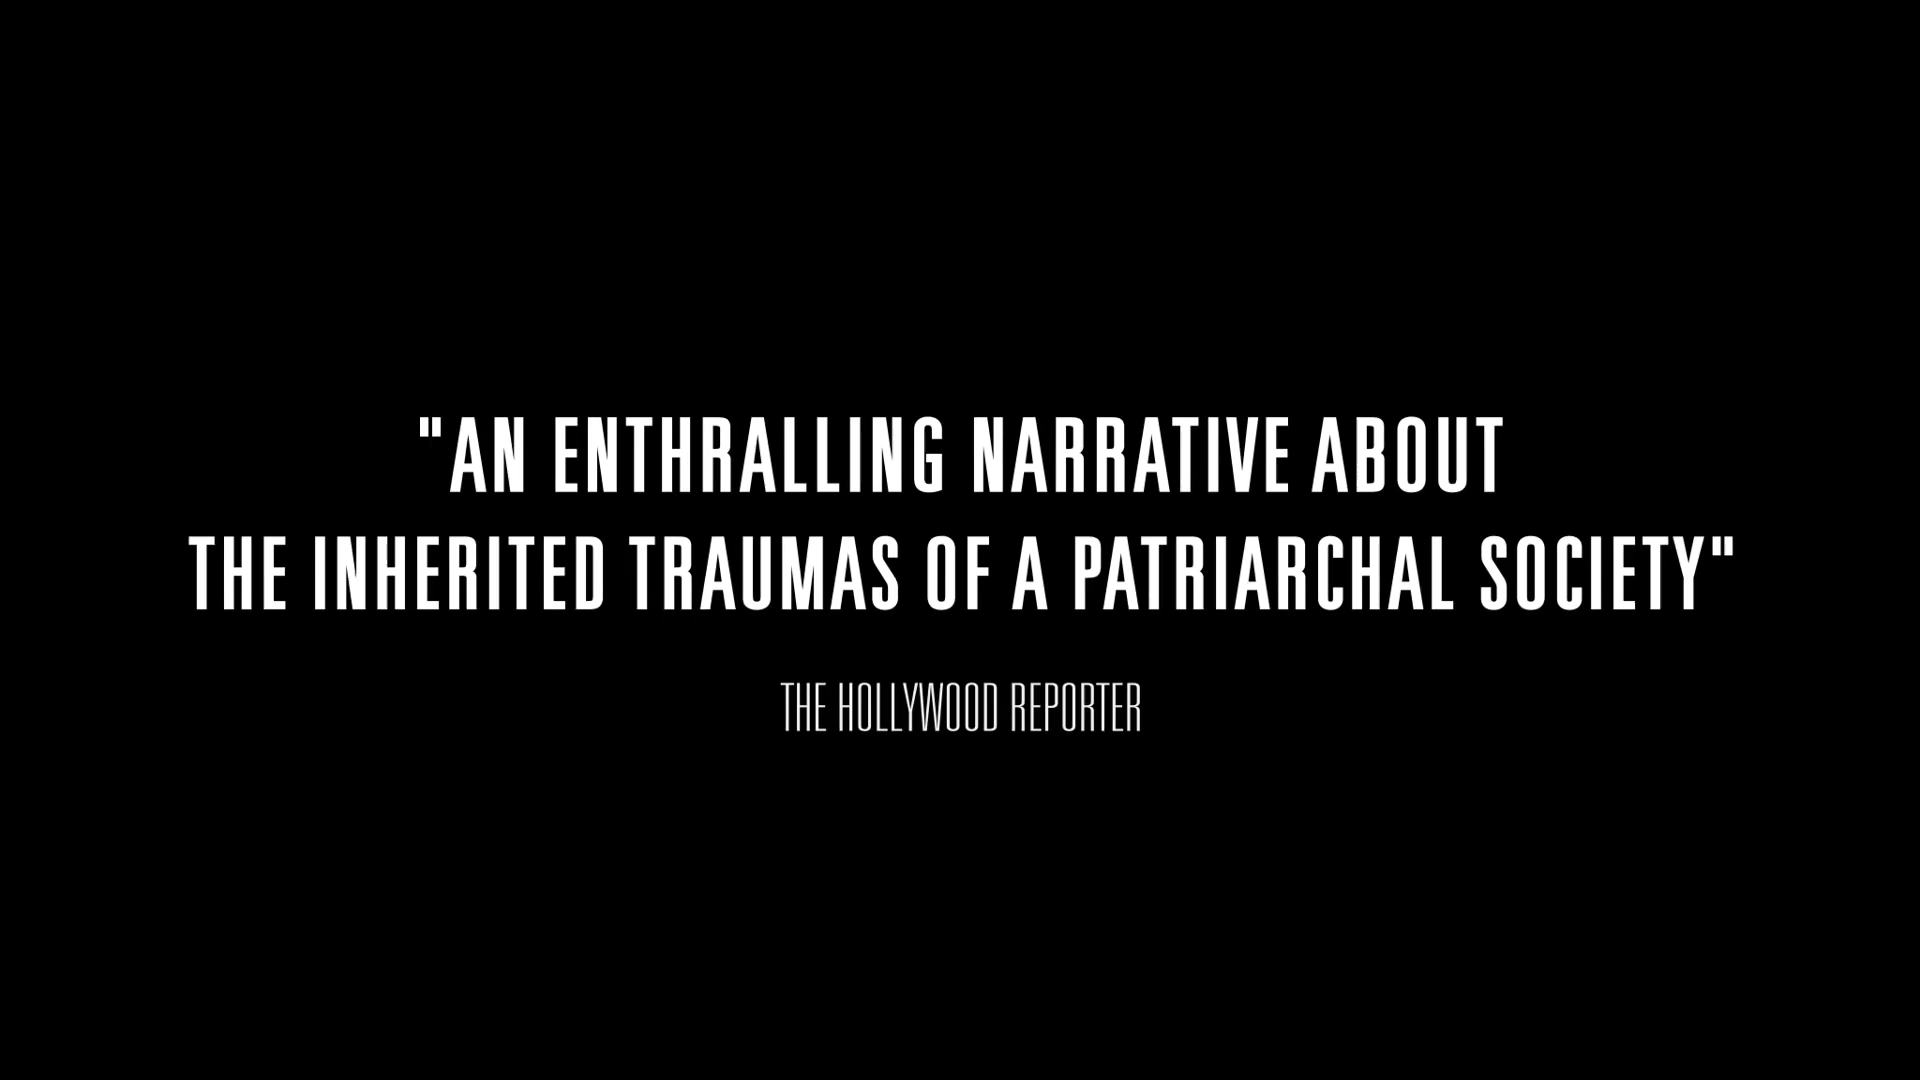 "AN ENTHRALLING NARRATIVE ABOUT
THE INHERITED TRAUMAS OF A PATRIARCHAL SOCIETY"
THE HOLLYWOOD REPORTER